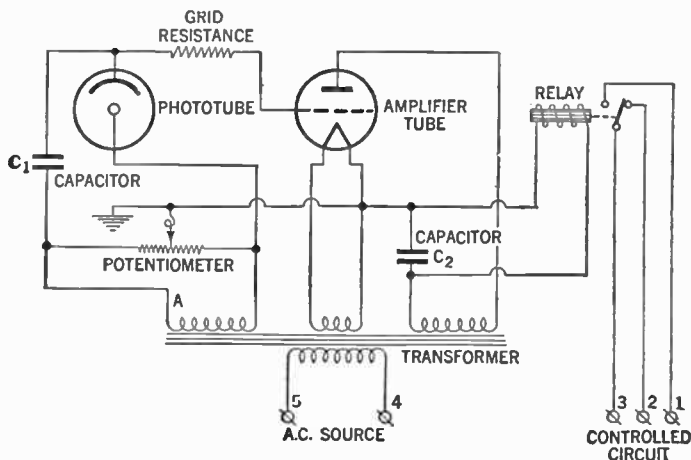 GRID
RESISTANCE
PHOTOTUBE
AMPLIFIER
TUBE
RELAY
C1
CAPACITOR
CAPACITOR
C2
POTENTIOMETER
A
TRANSFORMER
5
4
3
2
1
A.C. SOURCE
CONTROLLED
CIRCUIT